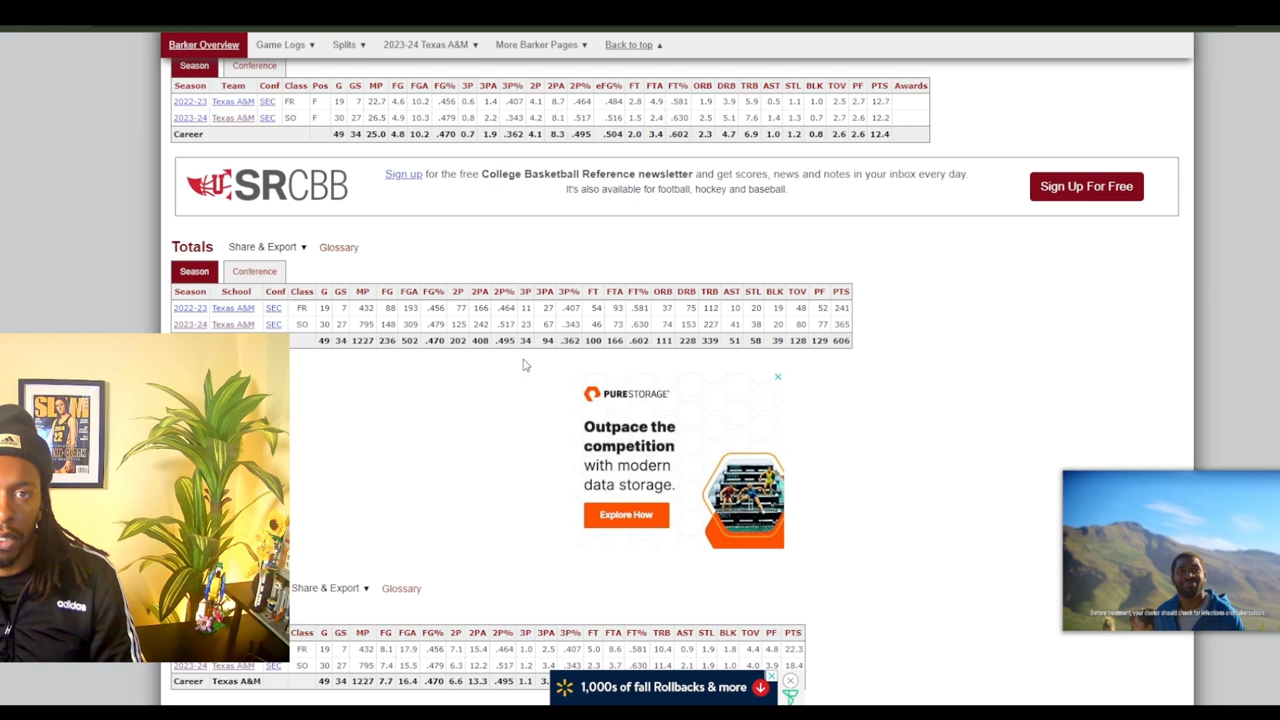 Barker Overview Game Logs ▼ Splits ▼ 2023-24 Texas A&M ▼ More Barker Pages ▼ Back to top ▲
Season Conference
Season Team Conf Class Pos G GS MP FG FGA FG% 3P 3PA 3P% 2P 2PA 2P% eFG% FT FTA FT% ORB DRB TRB AST STL BLK TOV PF PTS Awards
2022-23 Texas A&M SEC FR F 19 7 22.7 4.6 10.2 .456 0.6 1.4 .407 4.1 8.7 .464 .484 2.8 4.9 .581 1.9 3.9 5.9 0.5 1.1 1.0 2.5 2.7 12.7
2023-24 Texas A&M SEC SO F 30 27 26.5 4.9 10.3 .479 0.8 2.2 .343 4.2 8.1 .517 .516 1.5 2.4 .630 2.5 5.1 7.6 1.4 1.3 0.7 2.7 2.6 12.2
Career 49 34 25.0 4.8 10.2 .470 0.7 1.9 .362 4.1 8.3 .495 .504 2.0 3.4 .602 2.3 4.7 6.9 1.0 1.2 0.8 2.6 2.6 12.4
SRCBB
Sign up for the free College Basketball Reference newsletter and get scores, news and notes in your inbox every day.
It's also available for football, hockey and baseball.
Sign Up For Free
Totals Share & Export ▼ Glossary
Season Conference
Season School Conf Class G GS MP FG FGA FG% 2P 2PA 2P% 3P 3PA 3P% FT FTA FT% ORB DRB TRB AST STL BLK TOV PF PTS
2022-23 Texas A&M SEC FR 19 7 432 88 193 .456 77 166 .464 11 27 .407 54 93 .581 37 75 112 10 20 19 48 52 241
2023-24 Texas A&M SEC SO 30 27 795 148 309 .479 125 242 .517 23 67 .343 46 73 .630 74 153 227 41 38 20 80 77 365
49 34 1227 236 502 .470 202 408 .495 34 94 .362 100 166 .602 111 228 339 51 58 39 128 129 606
PURESTORAGE
Outpace the
competition
with modern
data storage.
Explore How
SLAM
22
adidas
Before treatment, your doctor should check for infections and tuberculosis.
Share & Export ▼ Glossary
Class G GS MP FG FGA FG% 2P 2PA 2P% 3P 3PA 3P% FT FTA FT% TRB AST STL BLK TOV PF PTS
FR 19 7 432 8.1 17.9 .456 7.1 15.4 .464 1.0 2.5 .407 5.0 8.6 .581 10.4 0.9 1.9 1.8 4.4 4.8 22.3
2023-24 Texas A&M SEC SO 30 27 795 7.4 15.5 .479 6.3 12.2 .517 1.2 3.4 .343 2.3 3.7 .630 11.4 2.1 1.9 1.0 4.0 3.9 18.4
Career Texas A&M 49 34 1227 7.7 16.4 .470 6.6 13.3 .495 1.1
1,000s of fall Rollbacks & more